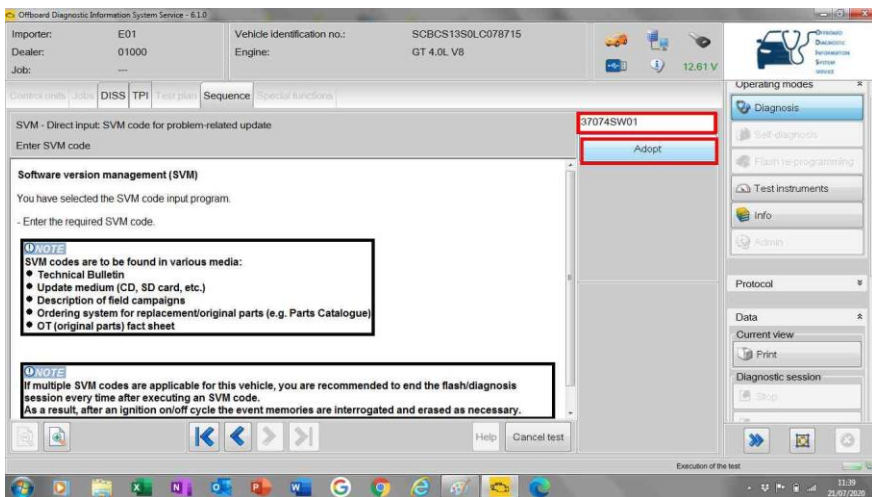 Offboard Diagnostic Information System Service - 6.1.0
Importer: E01
Dealer: 01000
Job: ---
Vehicle identification no.: SCBCS13S0LC078715
Engine: GT 4.0L V8
12.61 V
OFFBOARD
DIAGNOSTIC
INFORMATION
SYSTEM
SERVICE
Control units Jobs DISS TPI Test plan Sequence Special functions
SVM - Direct input: SVM code for problem-related update
Enter SVM code
37074SW01
Adopt
Software version management (SVM)
You have selected the SVM code input program.
- Enter the required SVM code.
NOTE
SVM codes are to be found in various media:
● Technical Bulletin
● Update medium (CD, SD card, etc.)
● Description of field campaigns
● Ordering system for replacement/original parts (e.g. Parts Catalogue)
● OT (original parts) fact sheet
NOTE
If multiple SVM codes are applicable for this vehicle, you are recommended to end the flash/diagnosis
session every time after executing an SVM code.
As a result, after an ignition on/off cycle the event memories are interrogated and erased as necessary.
Help
Cancel test
Operating modes
Diagnosis
Self-diagnosis
Flash re-programming
Test instruments
Info
Admin
Protocol
Data
Current view
Print
Diagnostic session
Stop
Execution of the test
11:39
21/07/2020